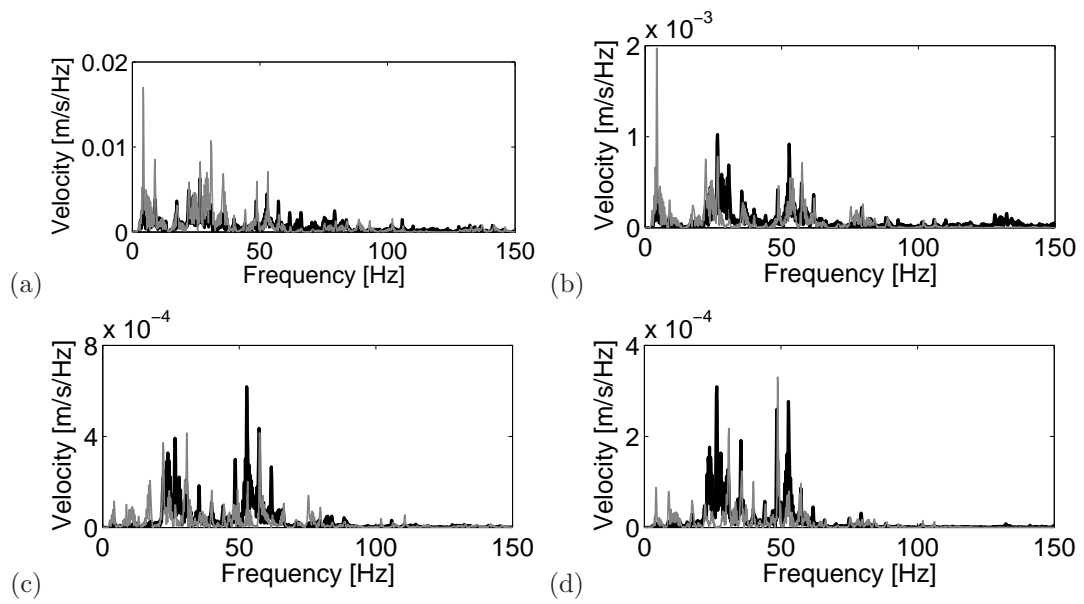 0.02
0.01
0
0 50 100 150
Velocity [m/s/Hz]
Frequency [Hz]
(a)
x 10⁻³
2
1
0
0 50 100 150
Velocity [m/s/Hz]
Frequency [Hz]
(b)
x 10⁻⁴
8
4
0
0 50 100 150
Velocity [m/s/Hz]
Frequency [Hz]
(c)
x 10⁻⁴
4
2
0
0 50 100 150
Velocity [m/s/Hz]
Frequency [Hz]
(d)